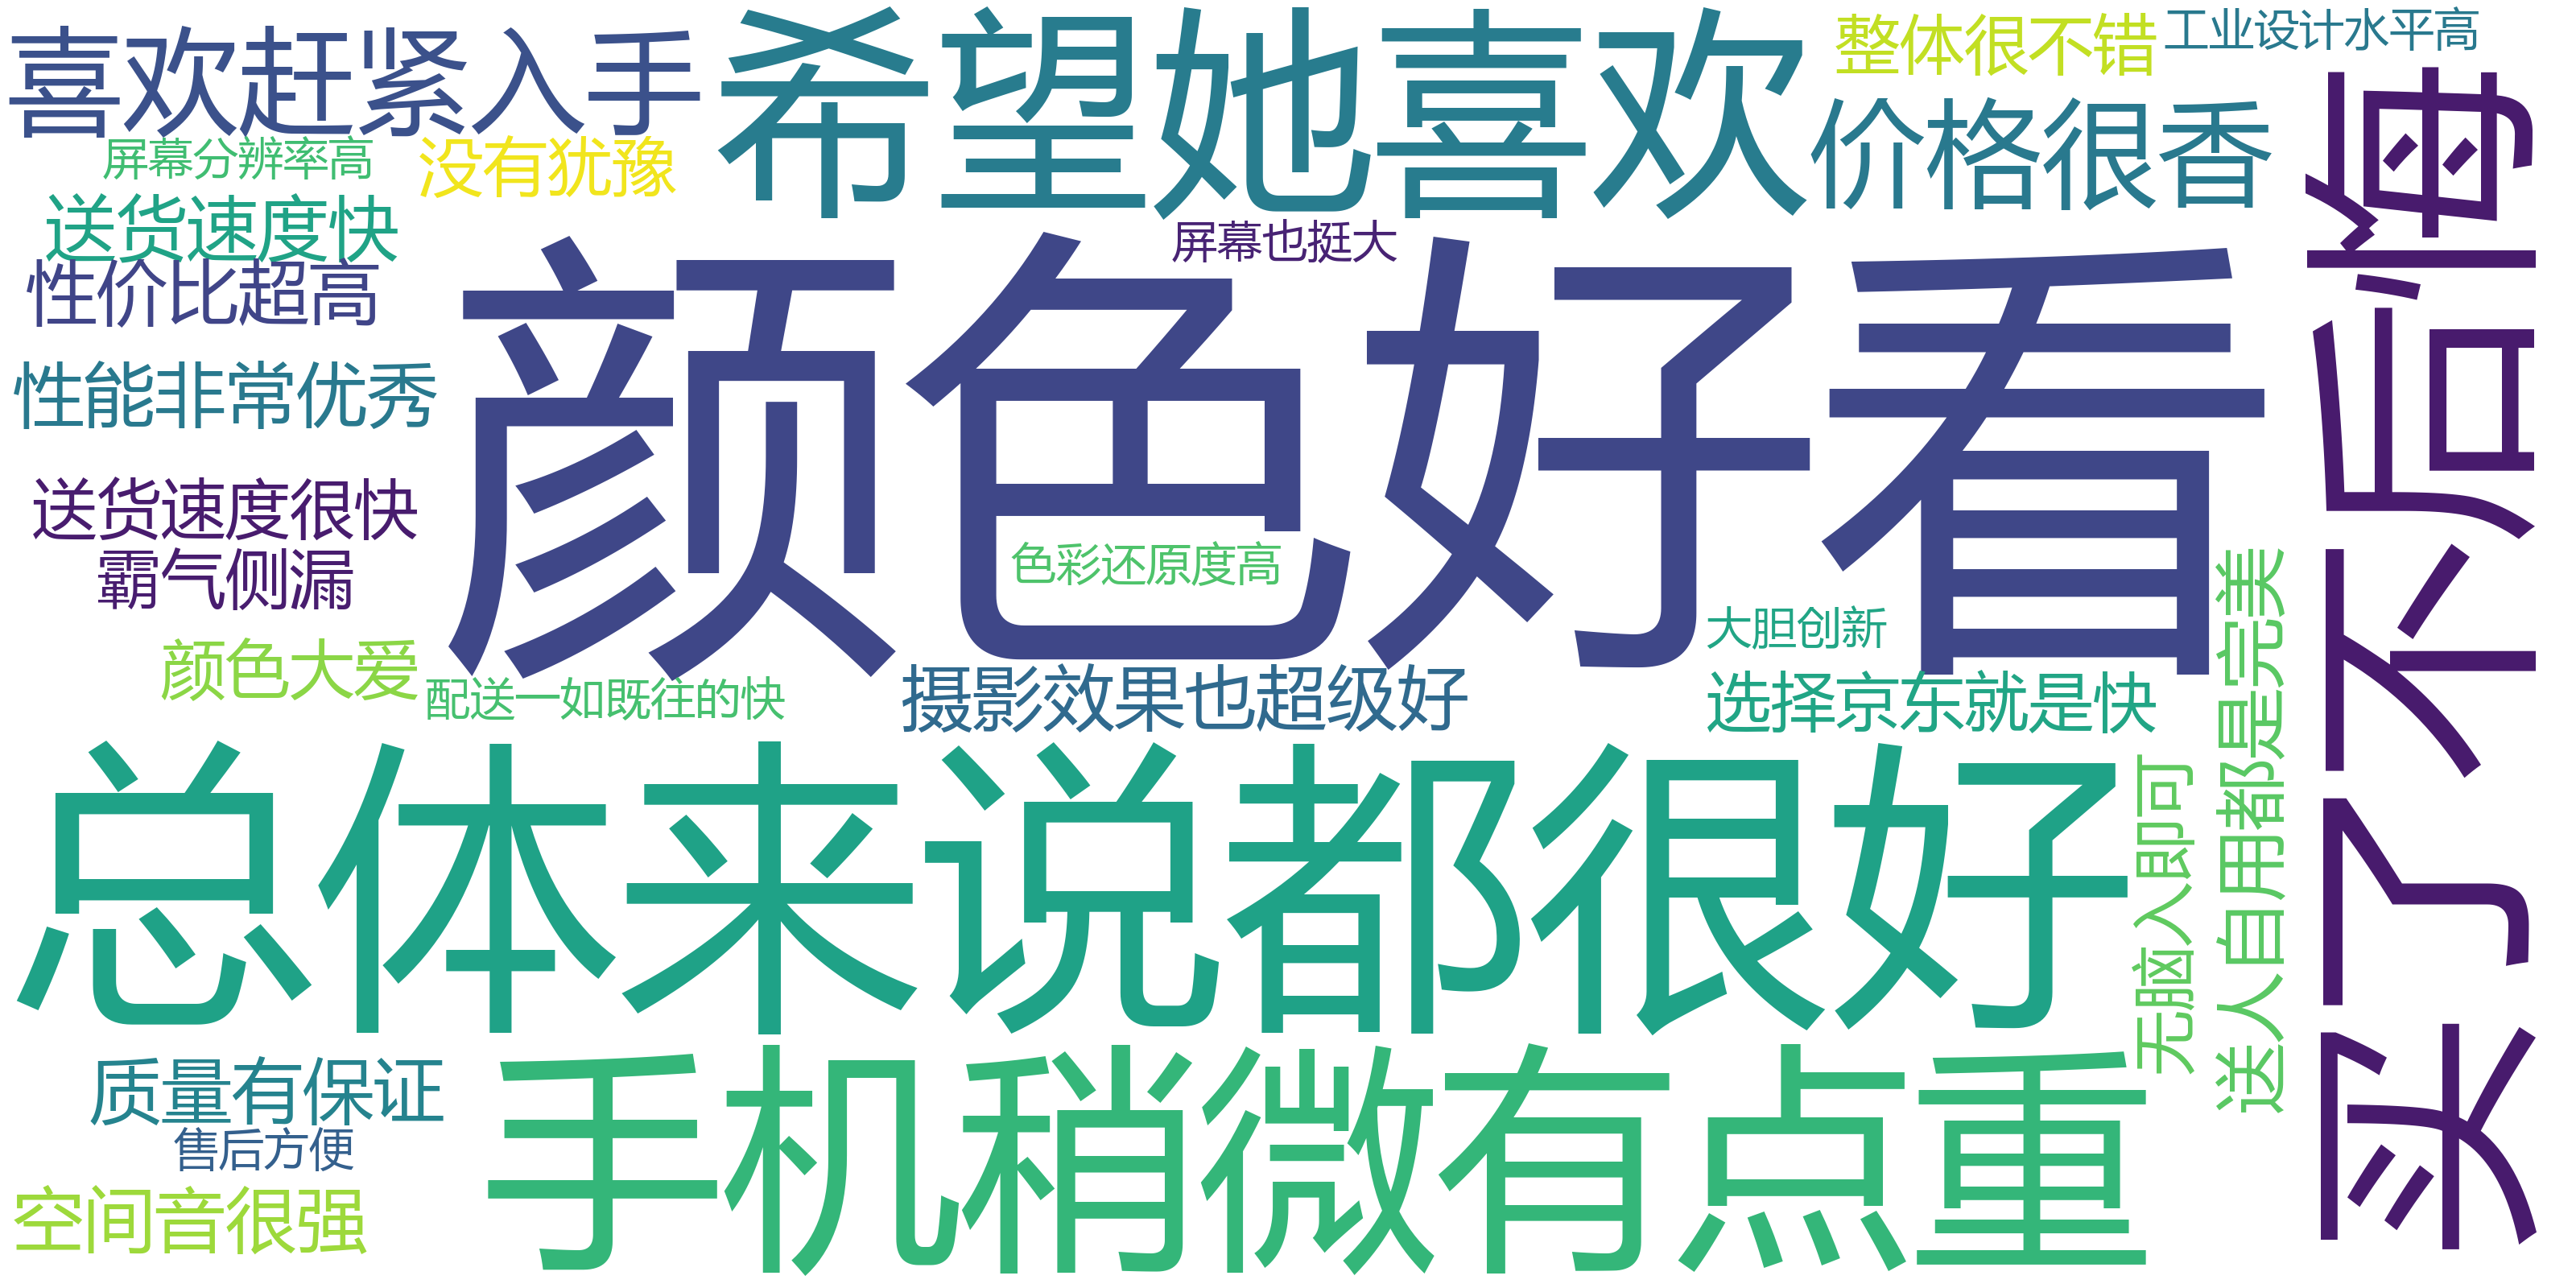 喜欢赶紧入手
希望她喜欢
整体很不错
工业设计水平高
价格很香
屏幕分辨率高
没有犹豫
送货速度快
屏幕也挺大
性价比超高
颜色好看
性能非常优秀
送货速度很快
霸气侧漏
色彩还原度高
大胆创新
颜色大爱
配送一如既往的快
摄影效果也超级好
选择京东就是快
总体来说都很好
无脑入即可
送人自用都是完美
买了不后悔
质量有保证
售后方便
空间音很强
手机稍微有点重